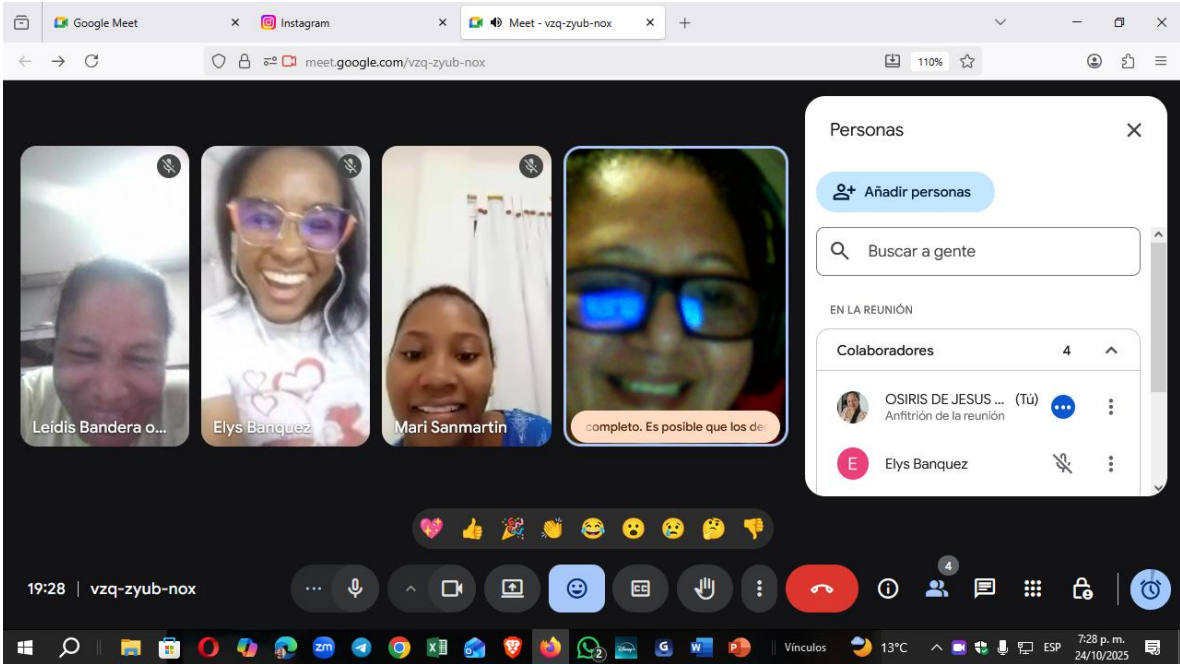 Google Meet
Instagram
Meet - vzq-zyub-nox
meet.google.com/vzq-zyub-nox
110%
Personas
Añadir personas
Buscar a gente
EN LA REUNIÓN
Colaboradores 4
OSIRIS DE JESUS ... (Tú)
Anfitrión de la reunión
E Elys Banquez
Leidis Bandera o...
Elys Banquez
Mari Sanmartin
completo. Es posible que los de
4
19:28 | vzq-zyub-nox
CC
zm
2
G
W
P
Vínculos
13°C
ESP
7:28 p. m.
24/10/2025